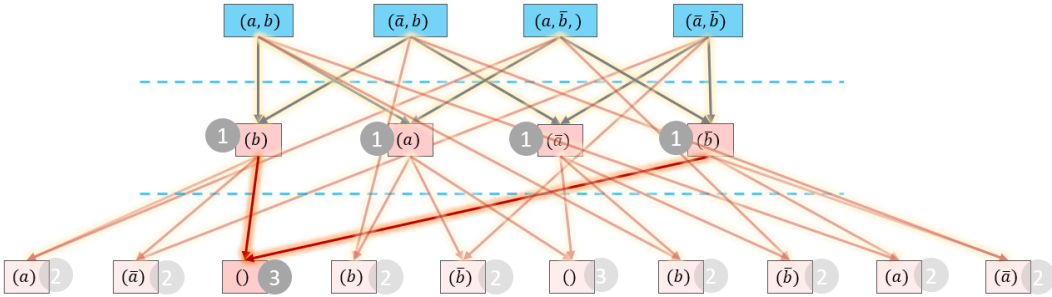 (a, b) (ā, b) (a, b̄, ) (ā, b̄)
1 (b) 1 (a) 1 (ā) 1 (b̄)
(a) 2 (ā) 2 () 3 (b) 2 (b̄) 2 () 3 (b) 2 (b̄) 2 (a) 2 (ā) 2